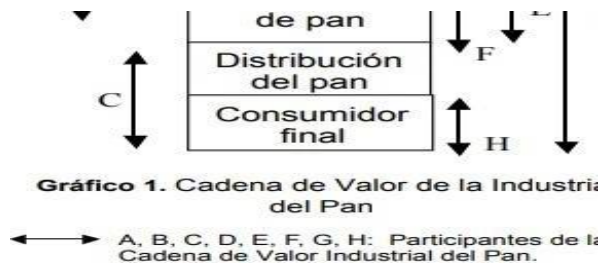 de pan
E
F
Distribución
del pan
C
Consumidor
final
H
Gráfico 1. Cadena de Valor de la Industria
del Pan
A, B, C, D, E, F, G, H: Participantes de la
Cadena de Valor Industrial del Pan.